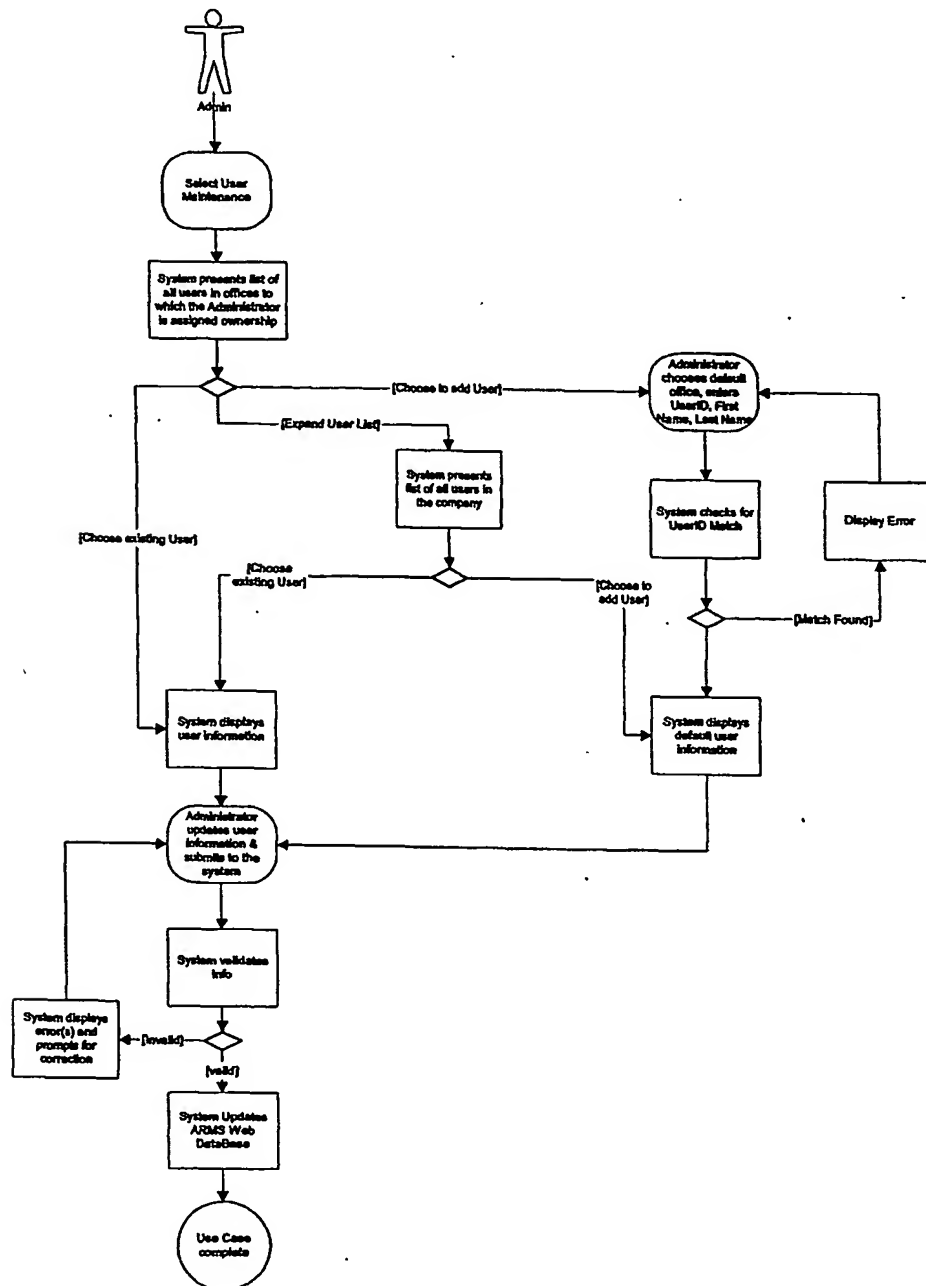 Admin
Select User
Maintenance
System presents list of
all users in offices to
which the Administrator
is assigned ownership
[Choose to add User]
Administrator
chooses default
office, enters
UserID, First
Name, Last Name
[Expand User List]
System presents
list of all users in
the company
System checks for
UserID Match
Display Error
[Choose existing User]
[Choose
existing User]
[Choose to
add User]
[Match Found]
System displays
user information
System displays
default user
information
Administrator
updates user
information &
submits to the
system
System validates
Info
System displays
error(s) and
prompts for
correction
[invalid]
[valid]
System Updates
ARMS Web
DataBase
Use Case
complete